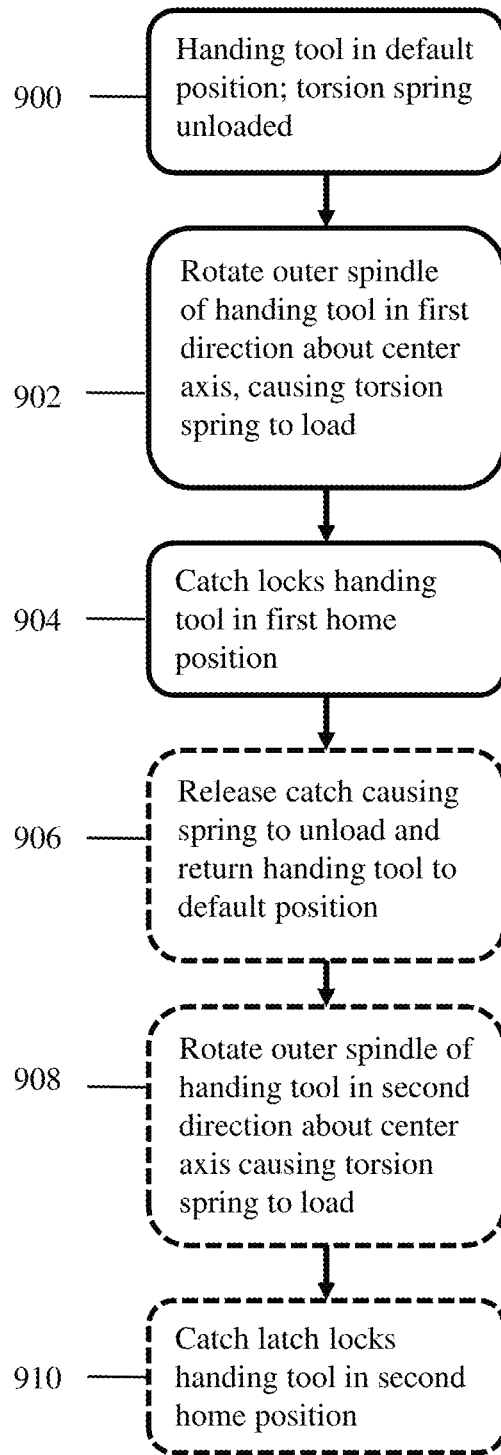 900
Handing tool in default
position; torsion spring
unloaded
902
Rotate outer spindle
of handing tool in first
direction about center
axis, causing torsion
spring to load
904
Catch locks handing
tool in first home
position
906
Release catch causing
spring to unload and
return handing tool to
default position
908
Rotate outer spindle of
handing tool in second
direction about center
axis causing torsion
spring to load
910
Catch latch locks
handing tool in second
home position